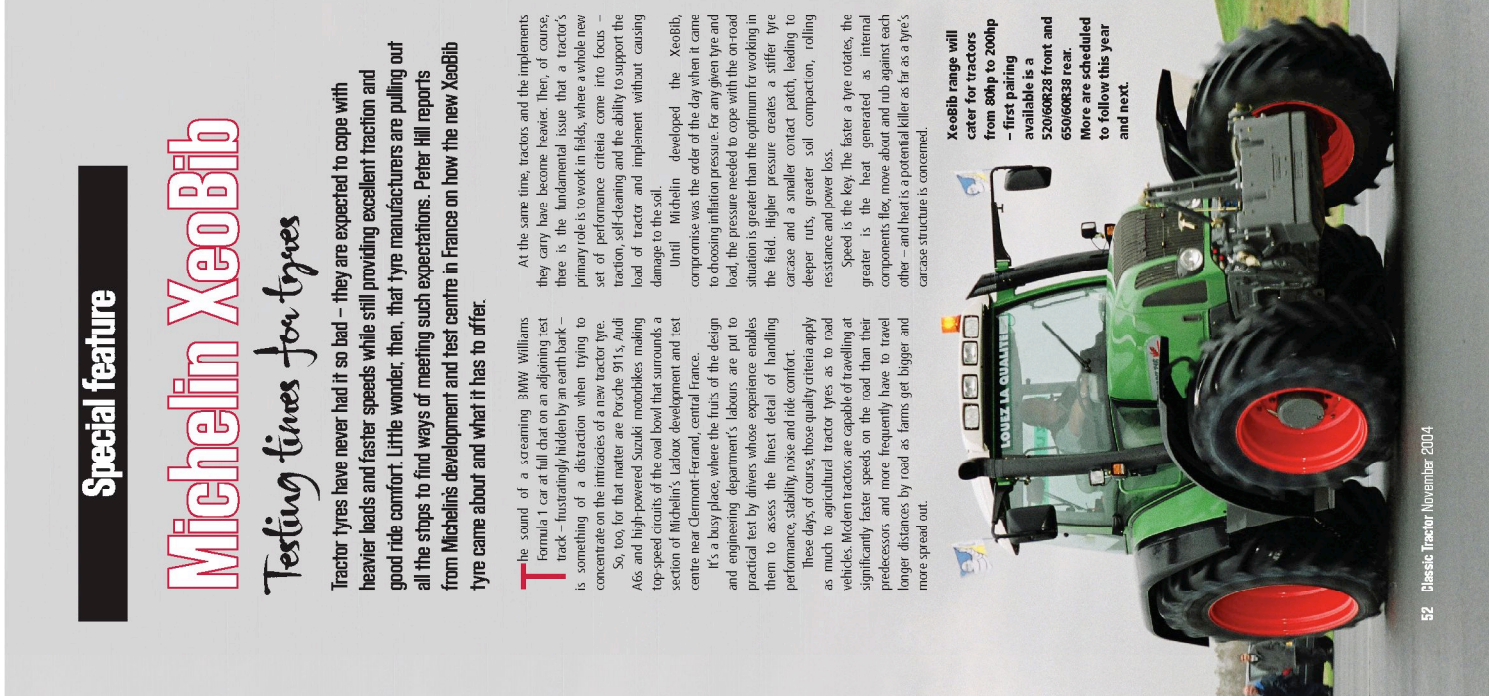 Special feature
Michelin XeoBib
Testing times for tyres
Tractor tyres have never had it so bad – they are expected to cope with
heavier loads and faster speeds while still providing excellent traction and
good ride comfort. Little wonder, then, that tyre manufacturers are pulling out
all the stops to find ways of meeting such expectations. Peter Hill reports
from Michelin's development and test centre in France on how the new XeoBib
tyre came about and what it has to offer.
The sound of a screaming BMW Williams
Formula 1 car at full chat on an adjoining test
track – frustratingly hidden by an earth bank –
is something of a distraction when trying to
concentrate on the intricacies of a new tractor tyre.
So, too, for that matter are Porsche 911s, Audi
A6s and high-powered Suzuki motorbikes making
top-speed circuits of the oval bowl that surrounds a
section of Michelin's Ladoux development and test
centre near Clermont-Ferrand, central France.
It's a busy place, where the fruits of the design
and engineering department's labours are put to
practical test by drivers whose experience enables
them to assess the finest detail of handling
performance, stability, noise and ride comfort.
These days, of course, those quality criteria apply
as much to agricultural tractor tyres as to road
vehicles. Modern tractors are capable of travelling at
significantly faster speeds on the road than their
predecessors and more frequently have to travel
longer distances by road as farms get bigger and
more spread out.
At the same time, tractors and the implements
they carry have become heavier. Then, of course,
there is the fundamental issue that a tractor's
primary role is to work in fields, where a whole new
set of performance criteria come into focus –
traction, self-cleaning and the ability to support the
load of tractor and implement without causing
damage to the soil.
Until Michelin developed the XeoBib,
compromise was the order of the day when it came
to choosing inflation pressure. For any given tyre and
load, the pressure needed to cope with the on-road
situation is greater than the optimum for working in
the field. Higher pressure creates a stiffer tyre
carcase and a smaller contact patch, leading to
deeper ruts, greater soil compaction, rolling
resistance and power loss.
Speed is the key. The faster a tyre rotates, the
greater is the heat generated as internal
components flex, move about and rub against each
other – and heat is a potential killer as far as a tyre's
carcase structure is concerned.
XeoBib range will
cater for tractors
from 80hp to 200hp
– first pairing
available is a
520/60R28 front and
650/60R38 rear.
More are scheduled
to follow this year
and next.
LOUEZ LA QUALITE
52 Classic Tractor November 2004